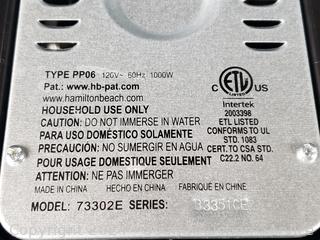 TYPE PP06 120V~ 60Hz 1000W
Pat.: www.hb-pat.com
www.hamiltonbeach.com
HOUSEHOLD USE ONLY
CAUTION: DO NOT IMMERSE IN WATER
PARA USO DOMÉSTICO SOLAMENTE
PRECAUCIÓN: NO SUMERGIR EN AGUA
POUR USAGE DOMESTIQUE SEULEMENT
ATTENTION: NE PAS IMMERGER
MADE IN CHINA HECHO EN CHINA FABRIQUÉ EN CHINE
MODEL: 73302E SERIES:
C ETL US
LISTED
Intertek
2003398
ETL LISTED
CONFORMS TO UL
STD. 1083
CERT.TO CSA STD.
C22.2 NO. 64